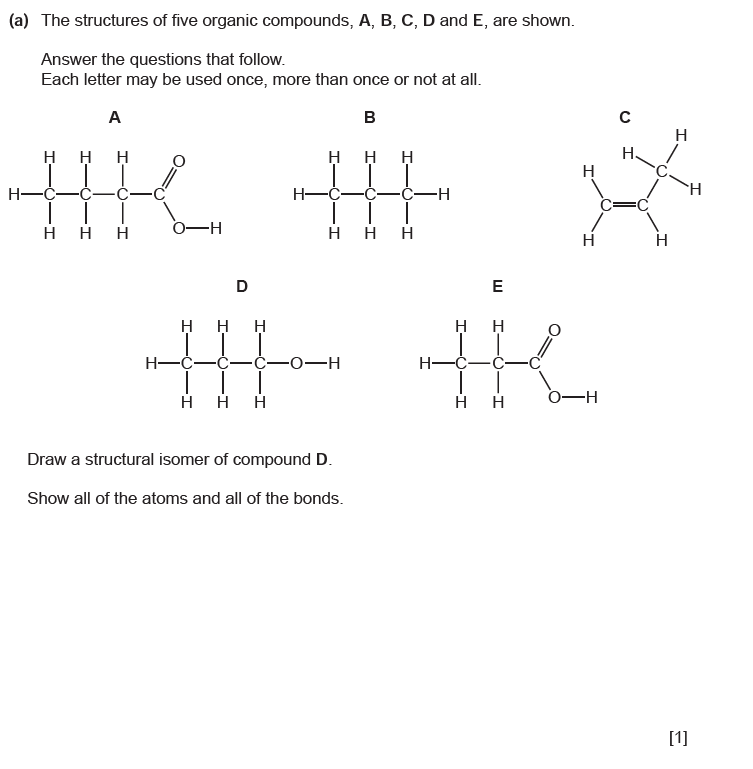 (a) The structures of five organic compounds, A, B, C, D and E, are shown.
Answer the questions that follow.
Each letter may be used once, more than once or not at all.
A B C
H
H H H O H H H H
H C
H H
H C C C C H C C C H C C
H H H O H H H H H H
D E
H H H H H O
H C C C O H H C C C
H H H H H O H
Draw a structural isomer of compound D.
Show all of the atoms and all of the bonds.
[1]